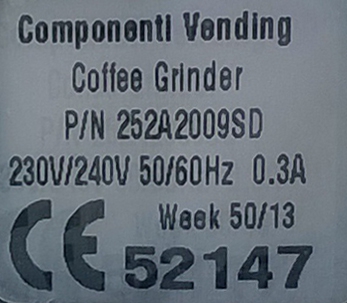 Componenti Vending
Coffee Grinder
P/N 252A2009SD
230V/240V 50/60Hz 0.3A
Week 50/13
CE 52147